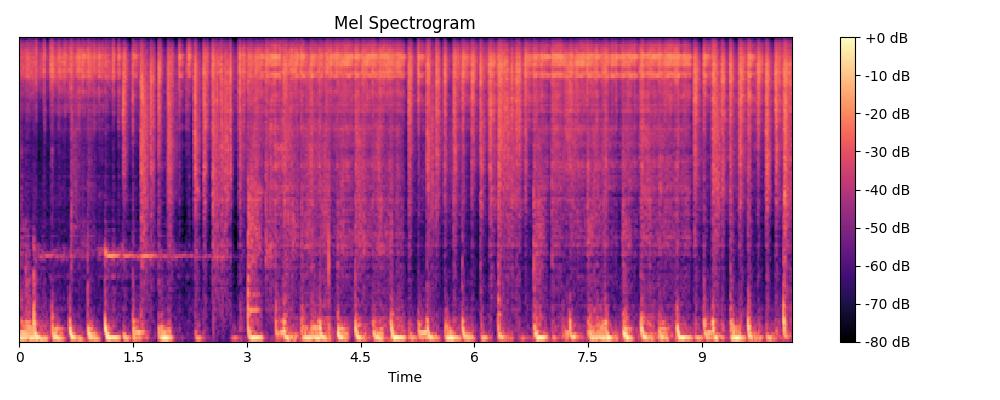 Mel Spectrogram
+0 dB
-10 dB
-20 dB
-30 dB
-40 dB
-50 dB
-60 dB
-70 dB
-80 dB
0 1.5 3 4.5 6 7.5 9
Time